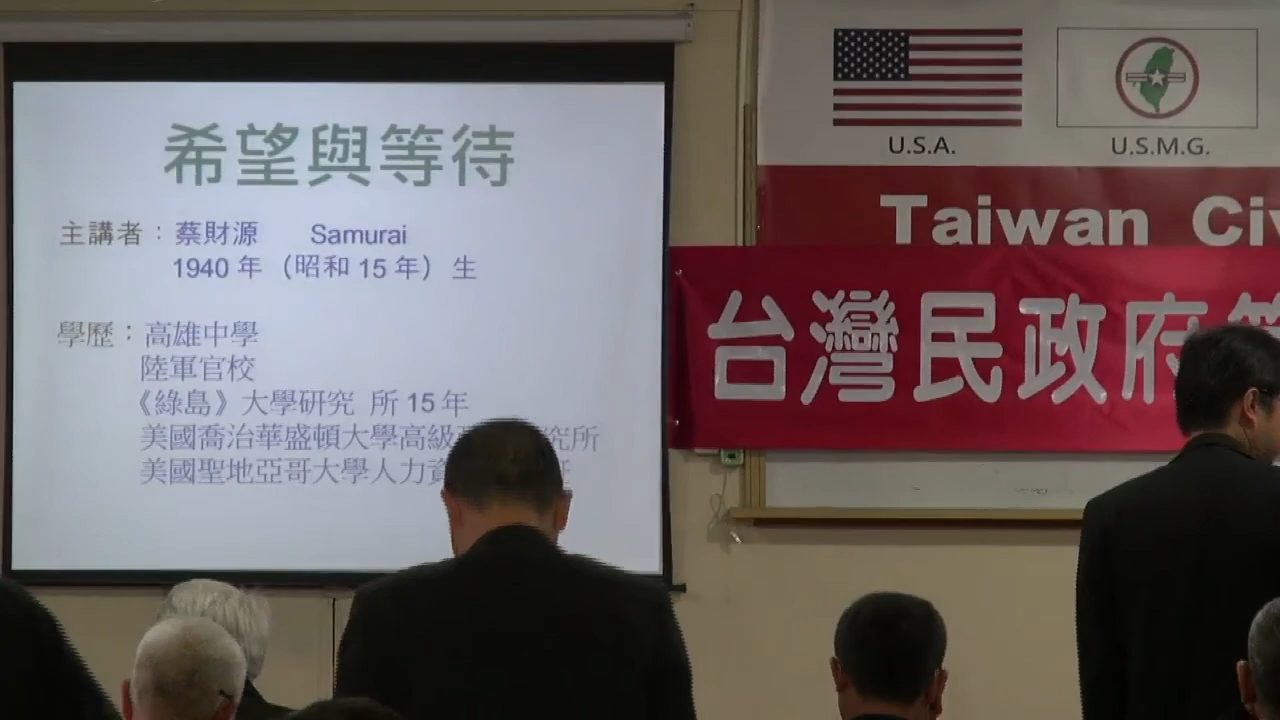 希望與等待
主講者：蔡財源 Samurai
1940 年（昭和 15 年）生
學歷：高雄中學
陸軍官校
《綠島》大學研究 所 15 年
美國喬治華盛頓大學高級 究所
美國聖地亞哥大學人力資
U.S.A.
U.S.M.G.
Taiwan
台灣民政府